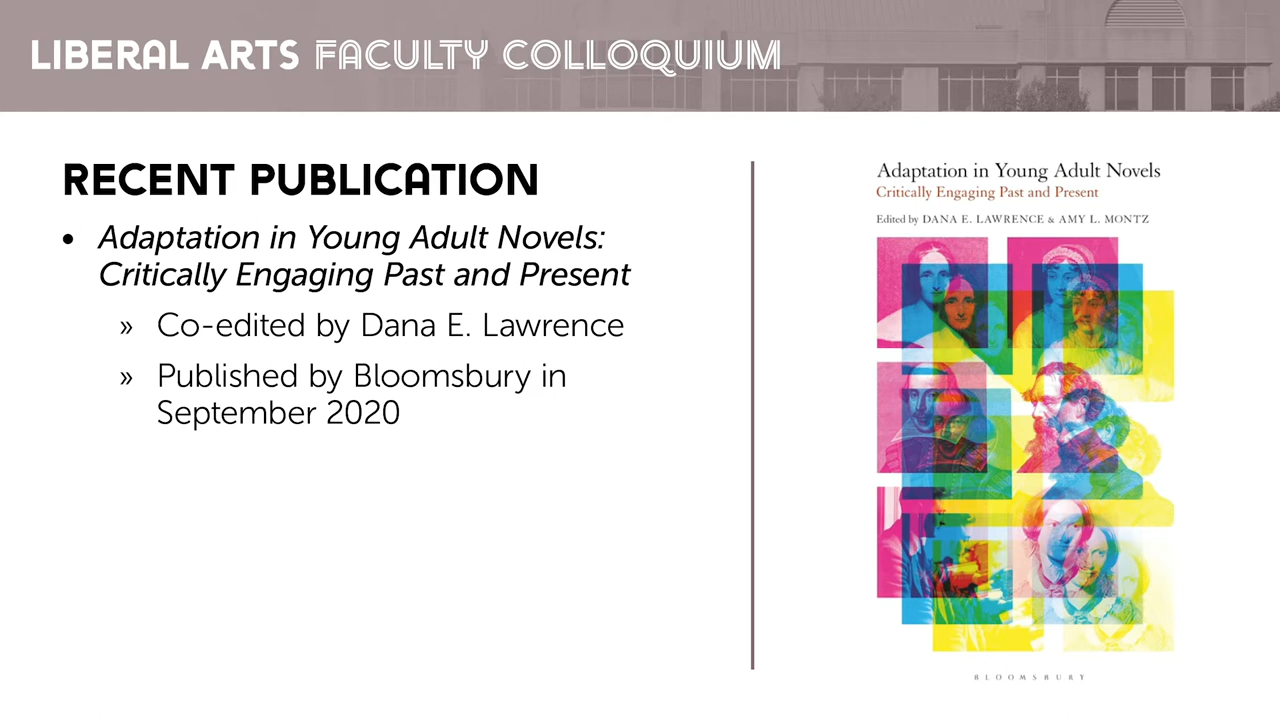 LIBERAL ARTS FACULTY COLLOQUIUM
RECENT PUBLICATION
• Adaptation in Young Adult Novels:
Critically Engaging Past and Present
» Co-edited by Dana E. Lawrence
» Published by Bloomsbury in
September 2020
Adaptation in Young Adult Novels
Critically Engaging Past and Present
Edited by DANA E. LAWRENCE & AMY L. MONTZ
BLOOMSBURY